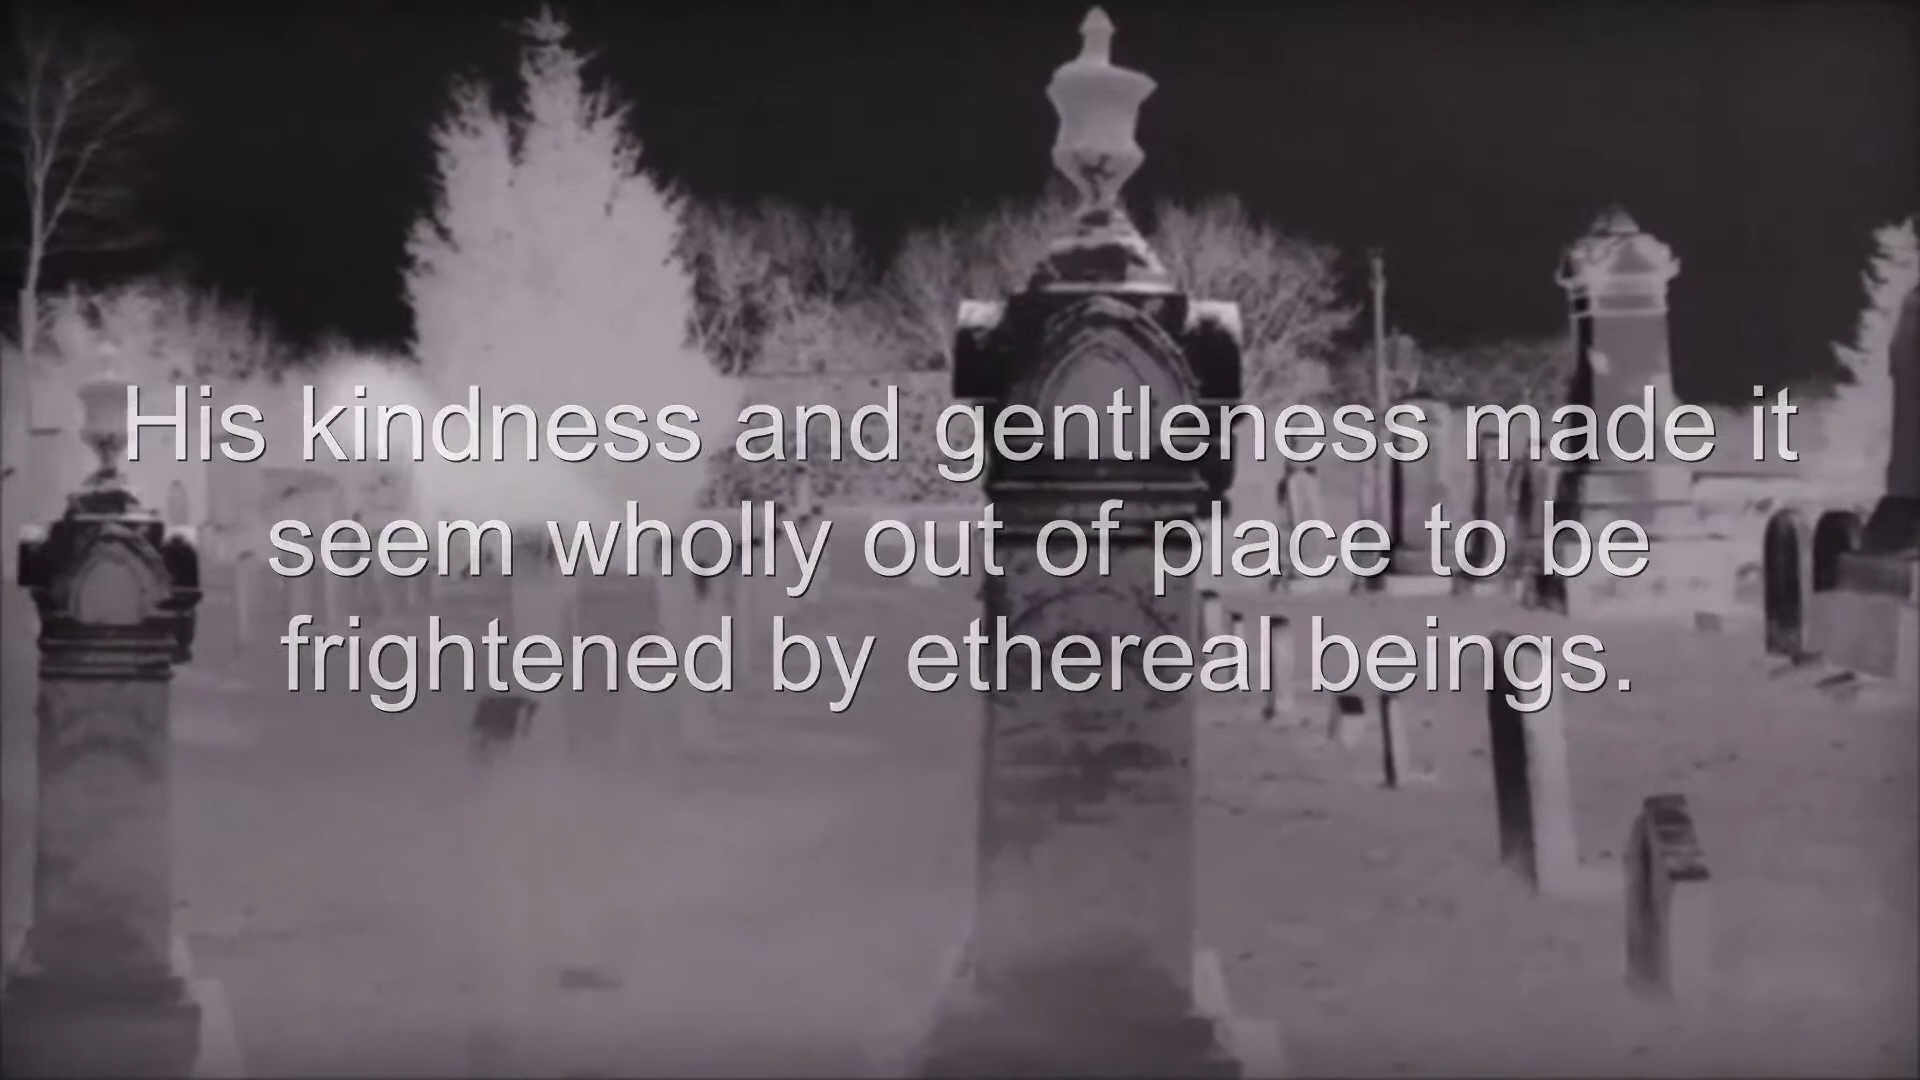 His kindness and gentleness made it
seem wholly out of place to be
frightened by ethereal beings.